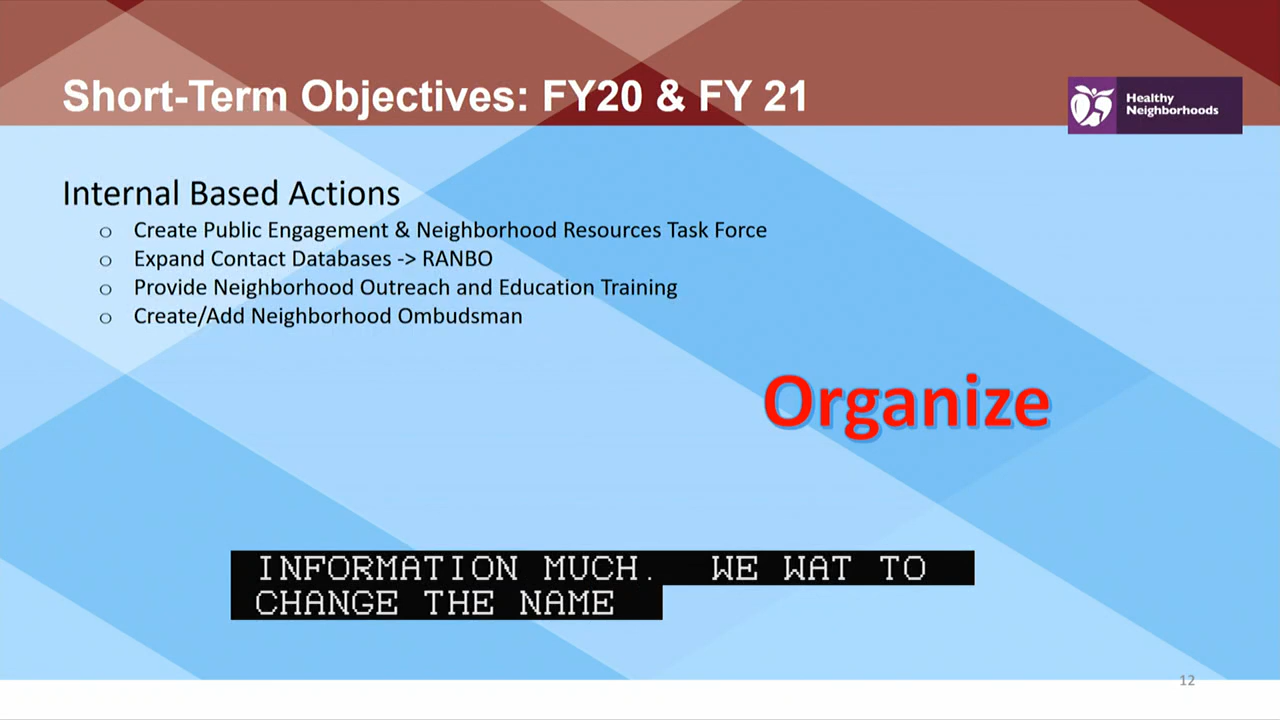 Short-Term Objectives: FY20 & FY 21
Healthy
Neighborhoods
Internal Based Actions
o Create Public Engagement & Neighborhood Resources Task Force
o Expand Contact Databases -> RANBO
o Provide Neighborhood Outreach and Education Training
o Create/Add Neighborhood Ombudsman
Organize
INFORMATION MUCH. WE WAT TO
CHANGE THE NAME
12